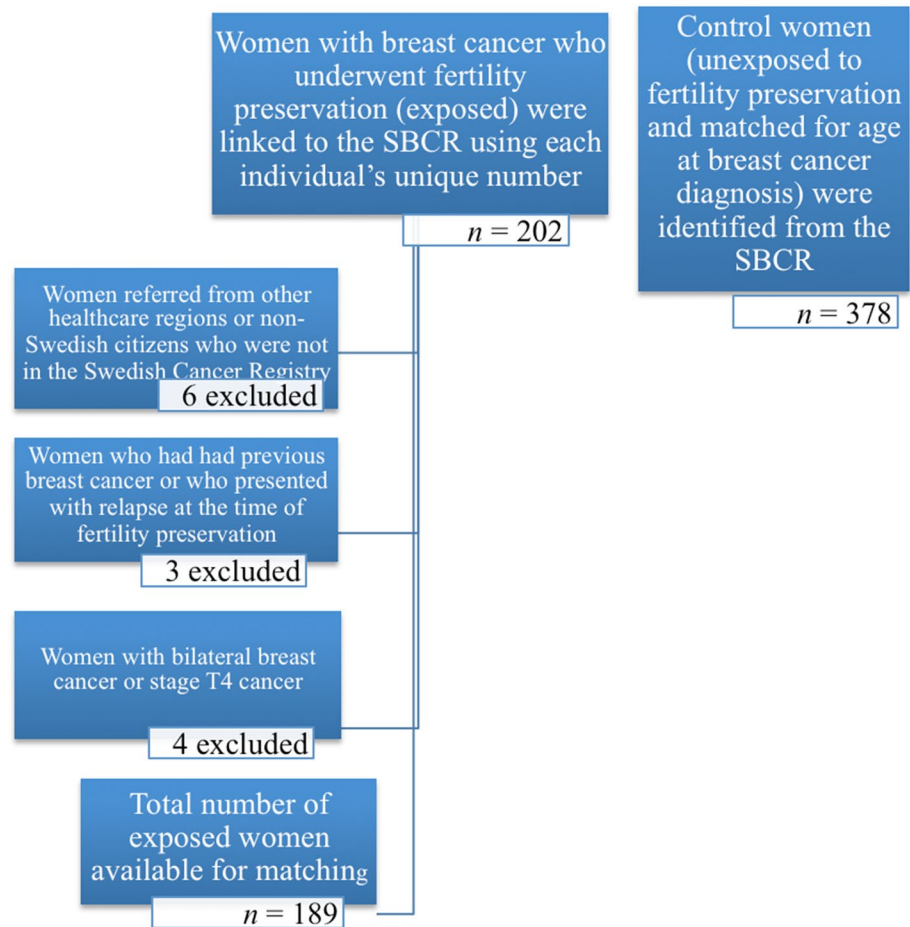 Women with breast cancer who
underwent fertility
preservation (exposed) were
linked to the SBCR using each
individual's unique number
n = 202
Control women
(unexposed to
fertility preservation
and matched for age
at breast cancer
diagnosis) were
identified from the
SBCR
n = 378
Women referred from other
healthcare regions or non-
Swedish citizens who were not
in the Swedish Cancer Registry
6 excluded
Women who had had previous
breast cancer or who presented
with relapse at the time of
fertility preservation
3 excluded
Women with bilateral breast
cancer or stage T4 cancer
4 excluded
Total number of
exposed women
available for matching
n = 189